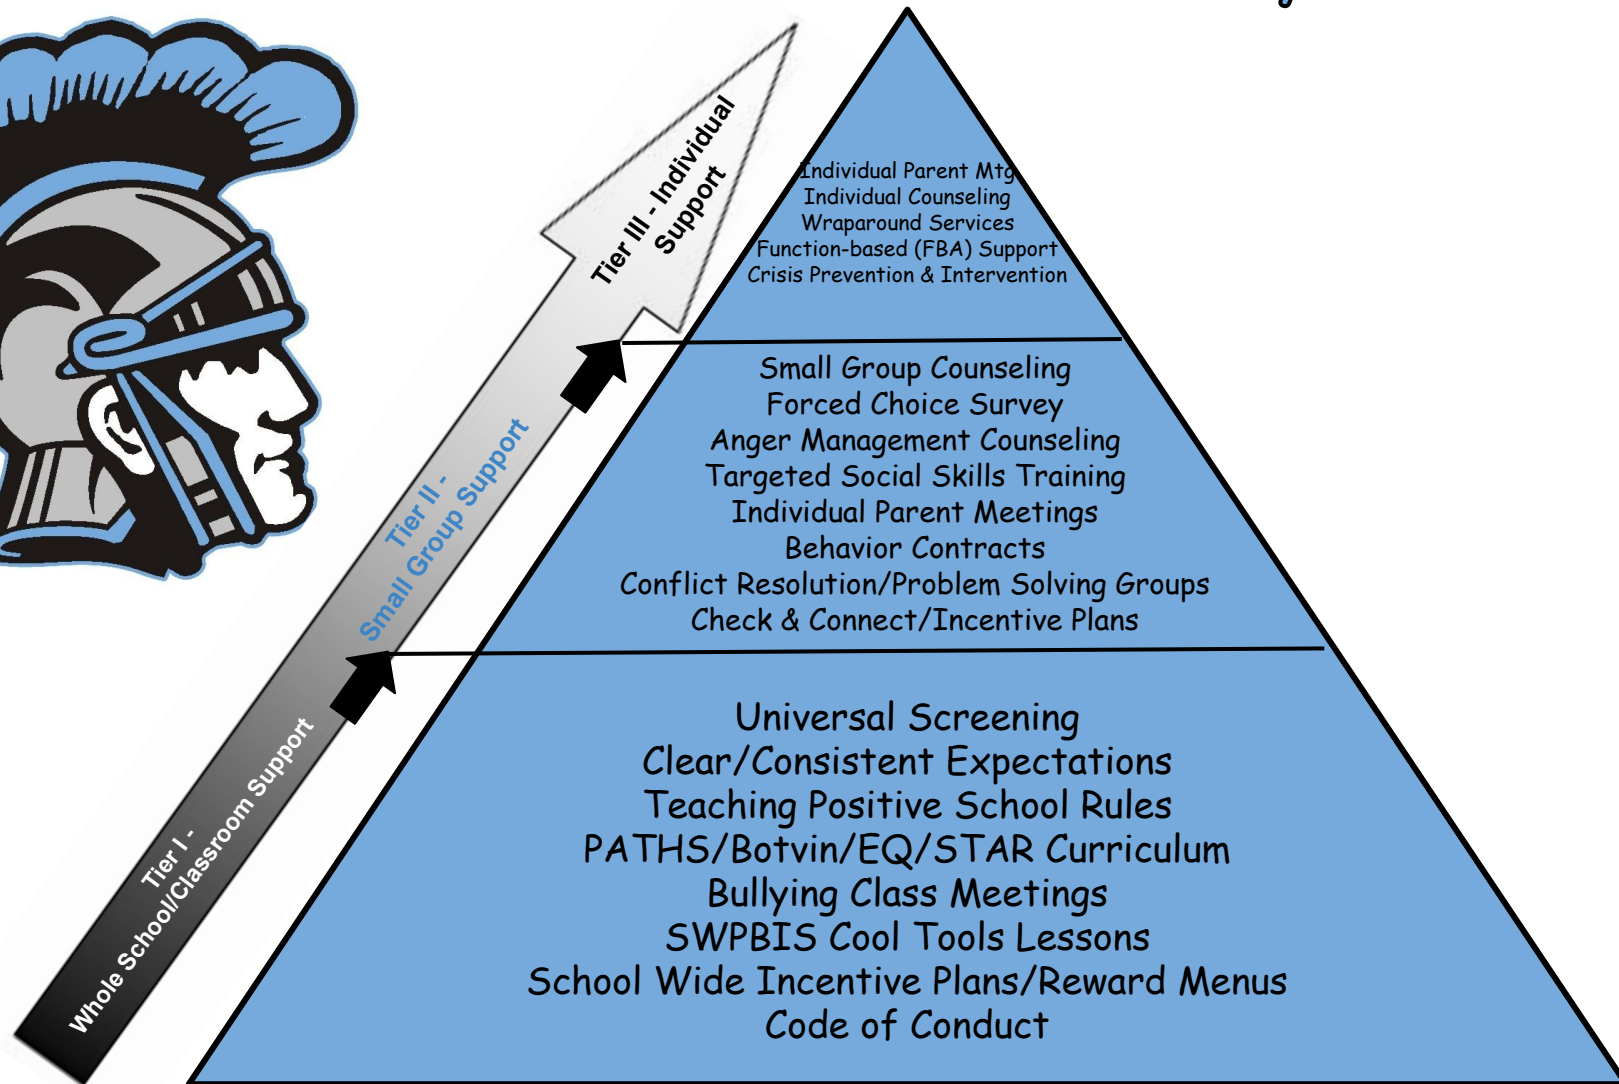 Tier III - Individual
Support
Individual Parent Mtg
Individual Counseling
Wraparound Services
Function-based (FBA) Support
Crisis Prevention & Intervention
Tier II -
Small Group Support
Small Group Counseling
Forced Choice Survey
Anger Management Counseling
Targeted Social Skills Training
Individual Parent Meetings
Behavior Contracts
Conflict Resolution/Problem Solving Groups
Check & Connect/Incentive Plans
Tier I -
Whole School/Classroom Support
Universal Screening
Clear/Consistent Expectations
Teaching Positive School Rules
PATHS/Botvin/EQ/STAR Curriculum
Bullying Class Meetings
SWPBIS Cool Tools Lessons
School Wide Incentive Plans/Reward Menus
Code of Conduct